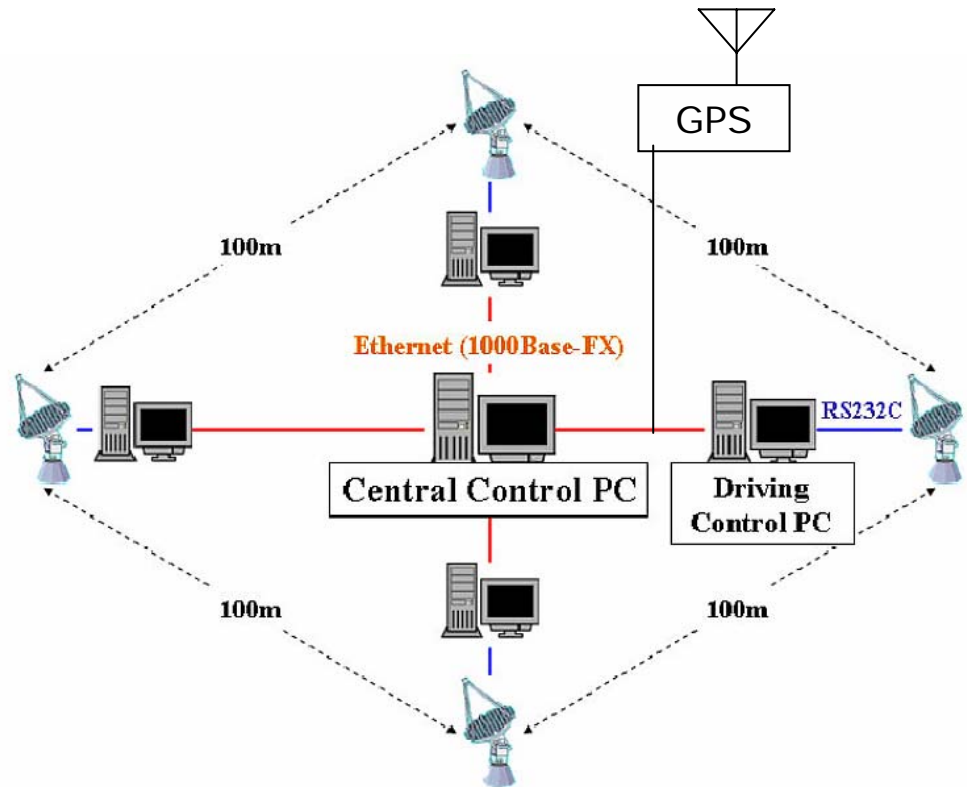 GPS
100m
100m
Ethernet (1000Base-FX)
RS232C
Central Control PC
Driving
Control PC
100m
100m